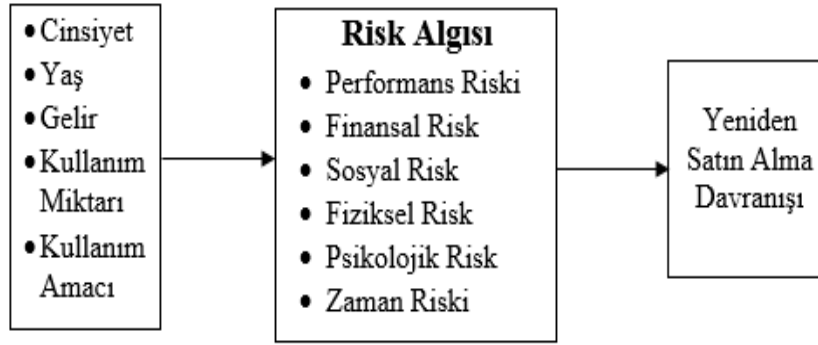 • Cinsiyet
• Yaş
• Gelir
• Kullanım
Miktarı
• Kullanım
Amacı
Risk Algısı
• Performans Riski
• Finansal Risk
• Sosyal Risk
• Fiziksel Risk
• Psikolojik Risk
• Zaman Riski
Yeniden
Satın Alma
Davranışı